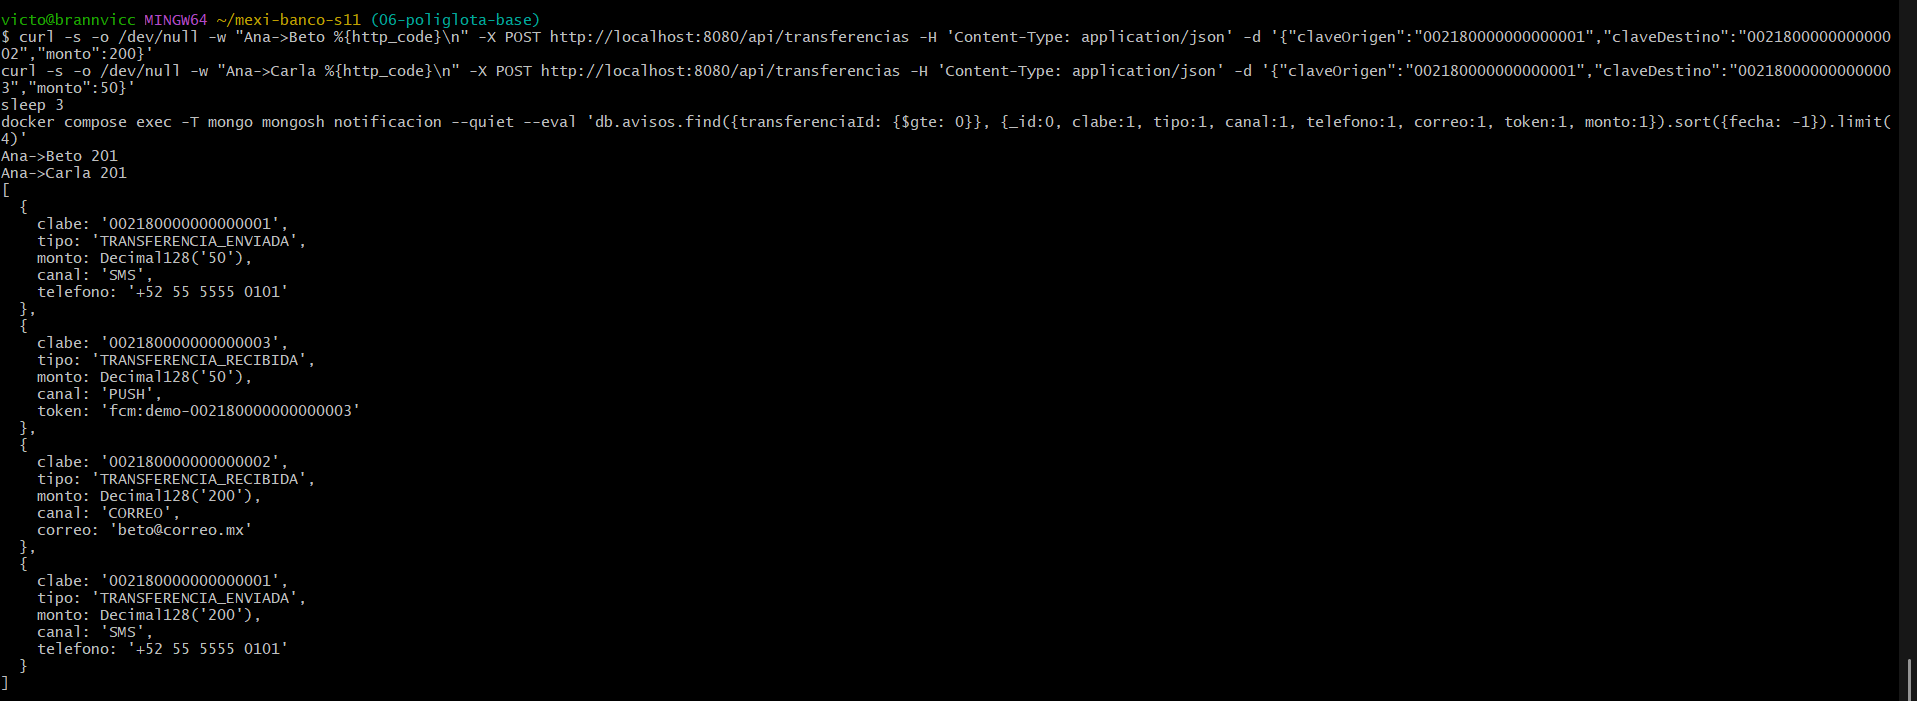 victo@brannvicc MINGW64 ~/mexi-banco-s11 (06-poliglota-base)
$ curl -s -o /dev/null -w "Ana->Beto %{http_code}\n" -X POST http://localhost:8080/api/transferencias -H 'Content-Type: application/json' -d '{"claveOrigen":"002180000000000001","claveDestino":"00218000000000000
02","monto":200}'
curl -s -o /dev/null -w "Ana->Carla %{http_code}\n" -X POST http://localhost:8080/api/transferencias -H 'Content-Type: application/json' -d '{"claveOrigen":"002180000000000001","claveDestino":"00218000000000000
3","monto":50}'
sleep 3
docker compose exec -T mongo mongosh notificacion --quiet --eval 'db.avisos.find({transferenciaId: {$gte: 0}}, {_id:0, clabe:1, tipo:1, canal:1, telefono:1, correo:1, token:1, monto:1}).sort({fecha: -1}).limit(
4)'
Ana->Beto 201
Ana->Carla 201
[
  {
    clabe: '002180000000000001',
    tipo: 'TRANSFERENCIA_ENVIADA',
    monto: Decimal128('50'),
    canal: 'SMS',
    telefono: '+52 55 5555 0101'
  },
  {
    clabe: '002180000000000003',
    tipo: 'TRANSFERENCIA_RECIBIDA',
    monto: Decimal128('50'),
    canal: 'PUSH',
    token: 'fcm:demo-002180000000000003'
  },
  {
    clabe: '002180000000000002',
    tipo: 'TRANSFERENCIA_RECIBIDA',
    monto: Decimal128('200'),
    canal: 'CORREO',
    correo: 'beto@correo.mx'
  },
  {
    clabe: '002180000000000001',
    tipo: 'TRANSFERENCIA_ENVIADA',
    monto: Decimal128('200'),
    canal: 'SMS',
    telefono: '+52 55 5555 0101'
  }
]